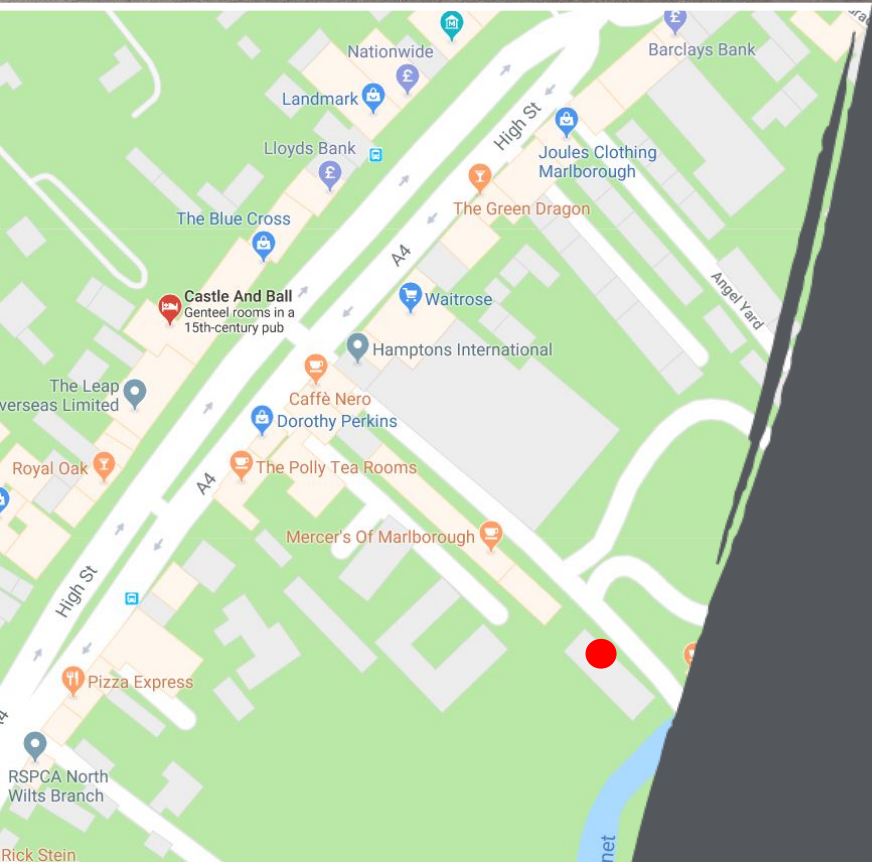 Nationwide
Barclays Bank
Landmark
High St
Lloyds Bank
Joules Clothing
Marlborough
The Green Dragon
The Blue Cross
A4
Angel Yard
Castle And Ball
Genteel rooms in a
15th-century pub
Waitrose
Hamptons International
The Leap
verseas Limited
Caffè Nero
Dorothy Perkins
Royal Oak
A4
The Polly Tea Rooms
Mercer's Of Marlborough
High St
Pizza Express
RSPCA North
Wilts Branch
net
Rick Stein